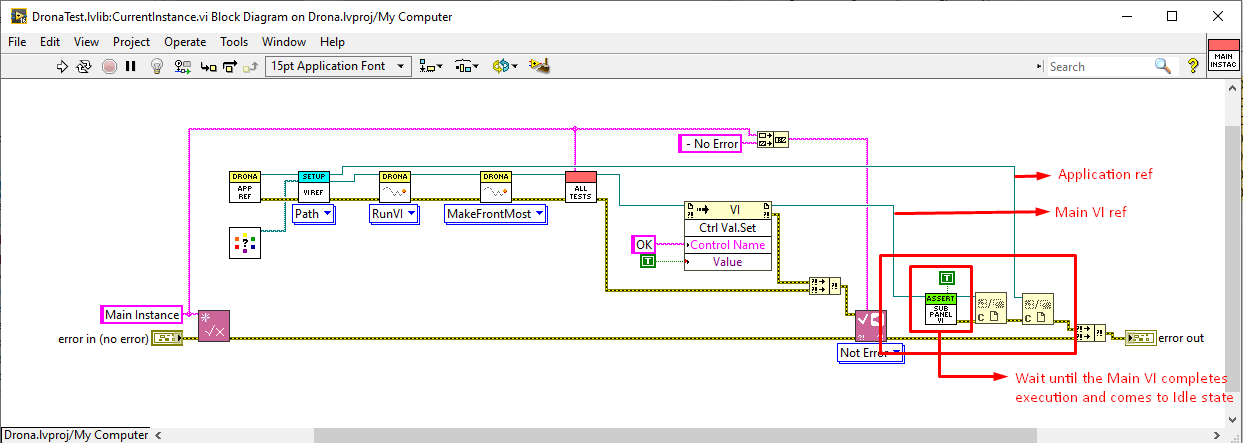 DronaTest.lvlib:CurrentInstance.vi Block Diagram on Drona.lvproj/My Computer
File Edit View Project Operate Tools Window Help
15pt Application Font
Search
MAIN
INSTAC
- No Error
DRONA
APP
REF
SETUP
VI REF
DRONA
DRONA
ALL
TESTS
Path
RunVI
MakeFrontMost
Application ref
Main VI ref
VI
Ctrl Val.Set
OK
Control Name
T
Value
T
ASSERT
SUB
PANEL
VI
C
C
Main Instance
error in (no error)
Not Error
error out
Wait until the Main VI completes
execution and comes to Idle state
Drona.lvproj/My Computer